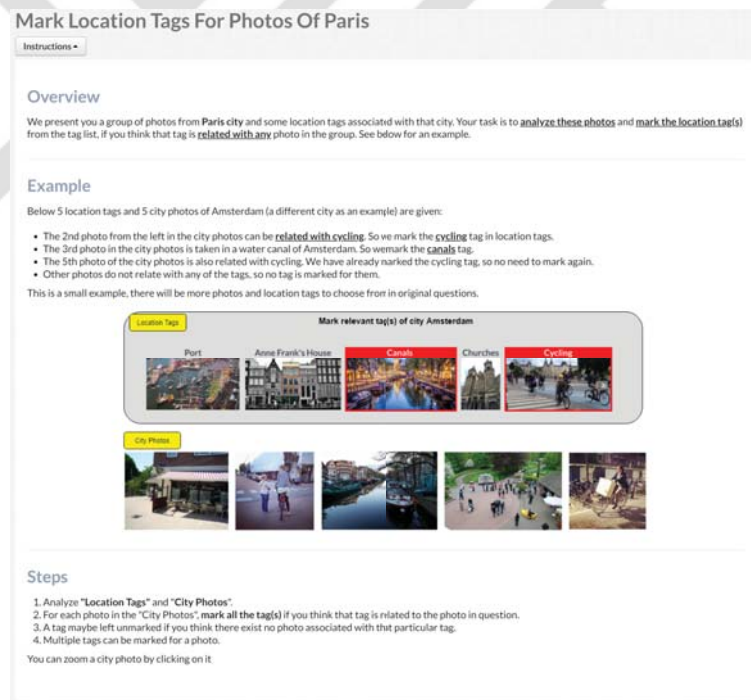 Mark Location Tags For Photos Of Paris
Instructions
Overview
We present you a group of photos from Paris city and some location tags associatd with that city. Your task is to analyze these photos and mark the location tag(s)
from the tag list, if you think that tag is related with any photo in the group. See bdow for an example.
Example
Below 5 location tags and 5 city photos of Amsterdam (a different city as an example) are given:
• The 2nd photo from the left in the city photos can be related with cycling. So we mark the cycling tag in location tags.
• The 3rd photo in the city photos is taken in a water canal of Amsterdam. So wemark the canals tag.
• The 5th photo of the city photos is also related with cycling. We have already narked the cycling tag, so no need to mark again.
• Other photos do not relate with any of the tags, so no tag is marked for them.
This is a small example, there will be more photos and location tags to choose from in original questions.
Location Tags
Mark relevant tag(s) of city Amsterdam
Port Anne Frank's House Canals Churches Cycling
City Photos
Steps
1. Analyze "Location Tags" and "City Photos".
2. For each photo in the "City Photos", mark all the tag(s) if you think that tag is related to the photo in question.
3. A tag maybe left unmarked if you think there exist no photo associated with that particular tag.
4. Multiple tags can be marked for a photo.
You can zoom a city photo by clicking on it